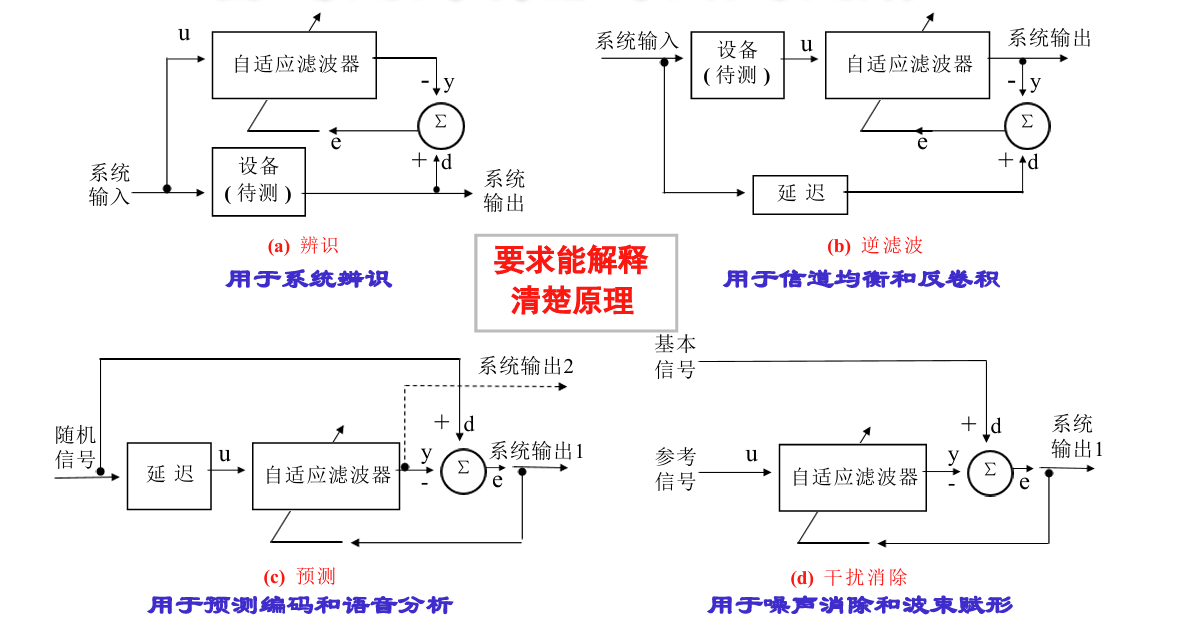 u
自适应滤波器
- y
Σ
e
+ d
系统
输入
设备
(待测)
系统
输出
(a) 辨识
用于系统辨识
系统输入
设备
(待测)
u
自适应滤波器
系统输出
- y
Σ
e
+ d
延 迟
(b) 逆滤波
用于信道均衡和反卷积
要求能解释
清楚原理
系统输出2
+ d
随机
信号
延 迟
u
自适应滤波器
y
-
Σ
e
系统输出1
(c) 预测
用于预测编码和语音分析
基本
信号
+ d
参考
信号
u
自适应滤波器
y
-
Σ
e
系统
输出1
(d) 干扰消除
用于噪声消除和波束赋形